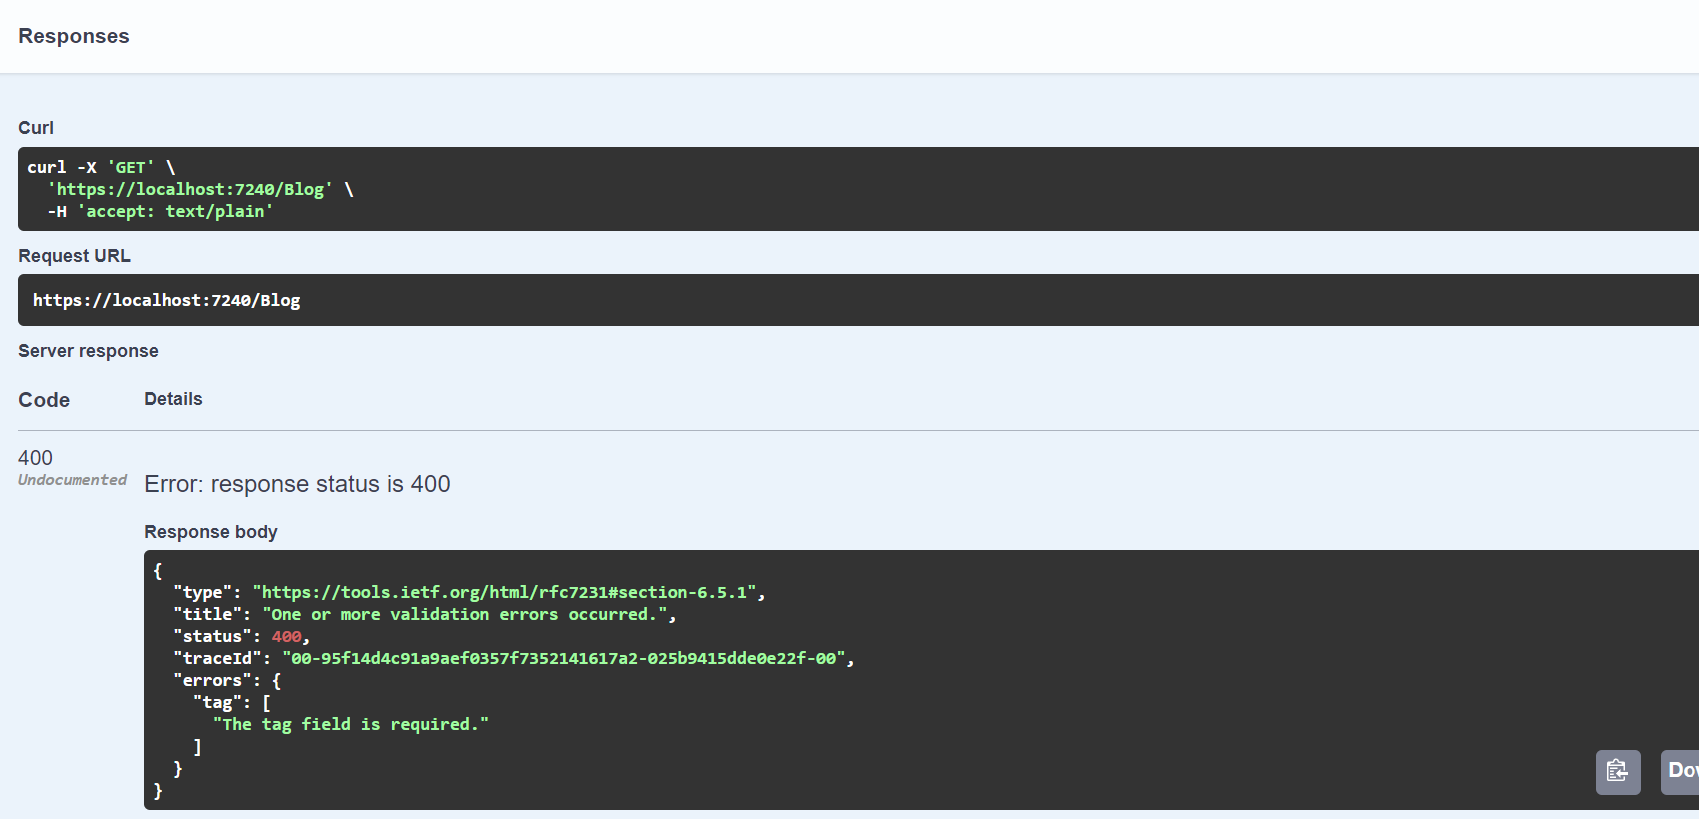 Responses
Curl
curl -X 'GET' \
  'https://localhost:7240/Blog' \
  -H 'accept: text/plain'
Request URL
https://localhost:7240/Blog
Server response
Code Details
400
Undocumented
Error: response status is 400
Response body
{
  "type": "https://tools.ietf.org/html/rfc7231#section-6.5.1",
  "title": "One or more validation errors occurred.",
  "status": 400,
  "traceId": "00-95f14d4c91a9aef0357f7352141617a2-025b9415dde0e22f-00",
  "errors": {
    "tag": [
      "The tag field is required."
    ]
  }
}